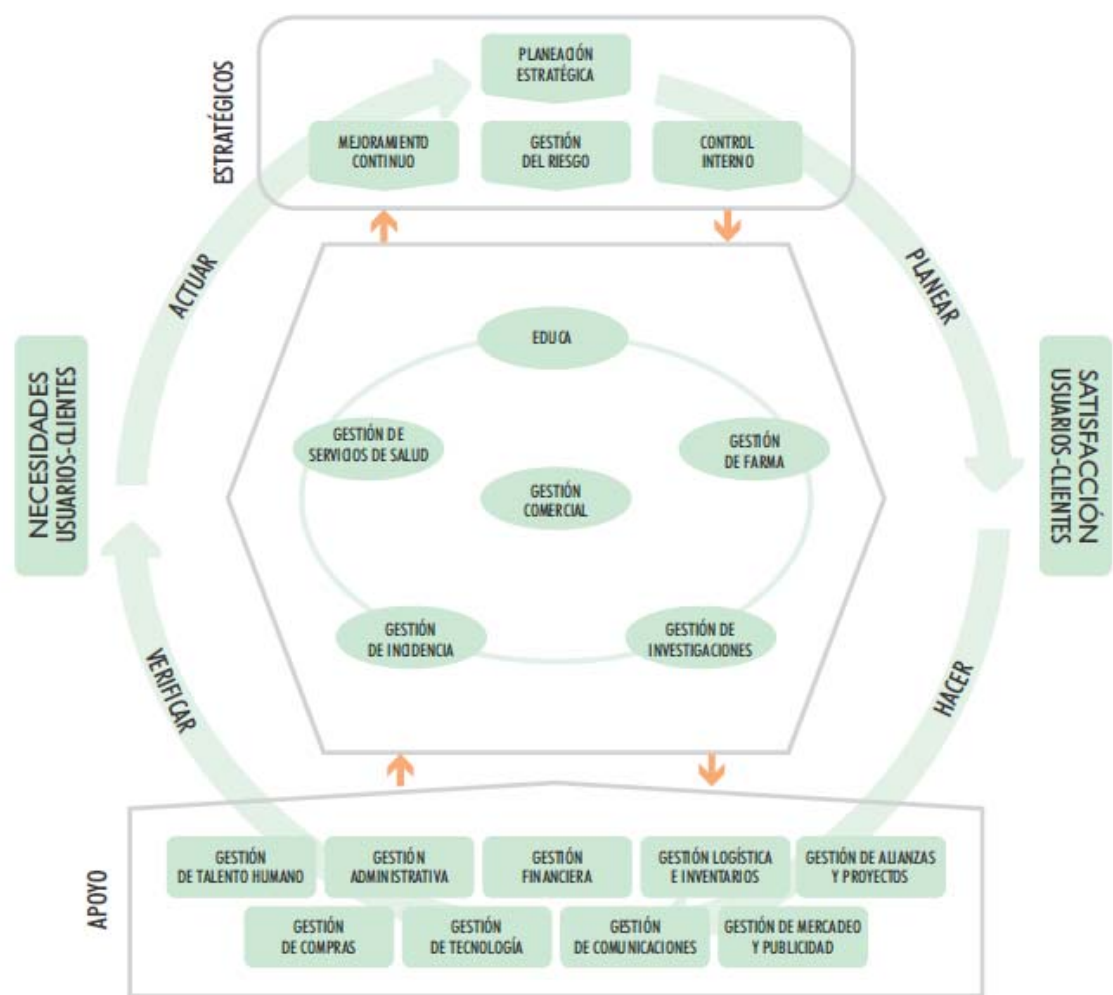 ESTRATÉGICOS
PLANEACIÓN
ESTRATÉGICA
MEJORAMIENTO
CONTINUO
GESTIÓN
DEL RIESGO
CONTROL
INTERNO
ACTUAR
PLANEAR
NECESIDADES
USUARIOS-CLIENTES
SATISFACCIÓN
USUARIOS-CLIENTES
EDUCA
GESTIÓN DE
SERVICIOS DE SALUD
GESTIÓN
DE FARMA
GESTIÓN
COMERCIAL
GESTIÓN
DE INCIDENCIA
GESTIÓN DE
INVESTIGACIONES
VERIFICAR
HACER
APOYO
GESTIÓN
DE TALENTO HUMANO
GESTIÓN
ADMINISTRATIVA
GESTIÓN
FINANCIERA
GESTIÓN LOGÍSTICA
E INVENTARIOS
GESTIÓN DE ALIANZAS
Y PROYECTOS
GESTIÓN
DE COMPRAS
GESTIÓN
DE TECNOLOGÍA
GESTIÓN
DE COMUNICACIONES
GESTIÓN DE MERCADEO
Y PUBLICIDAD